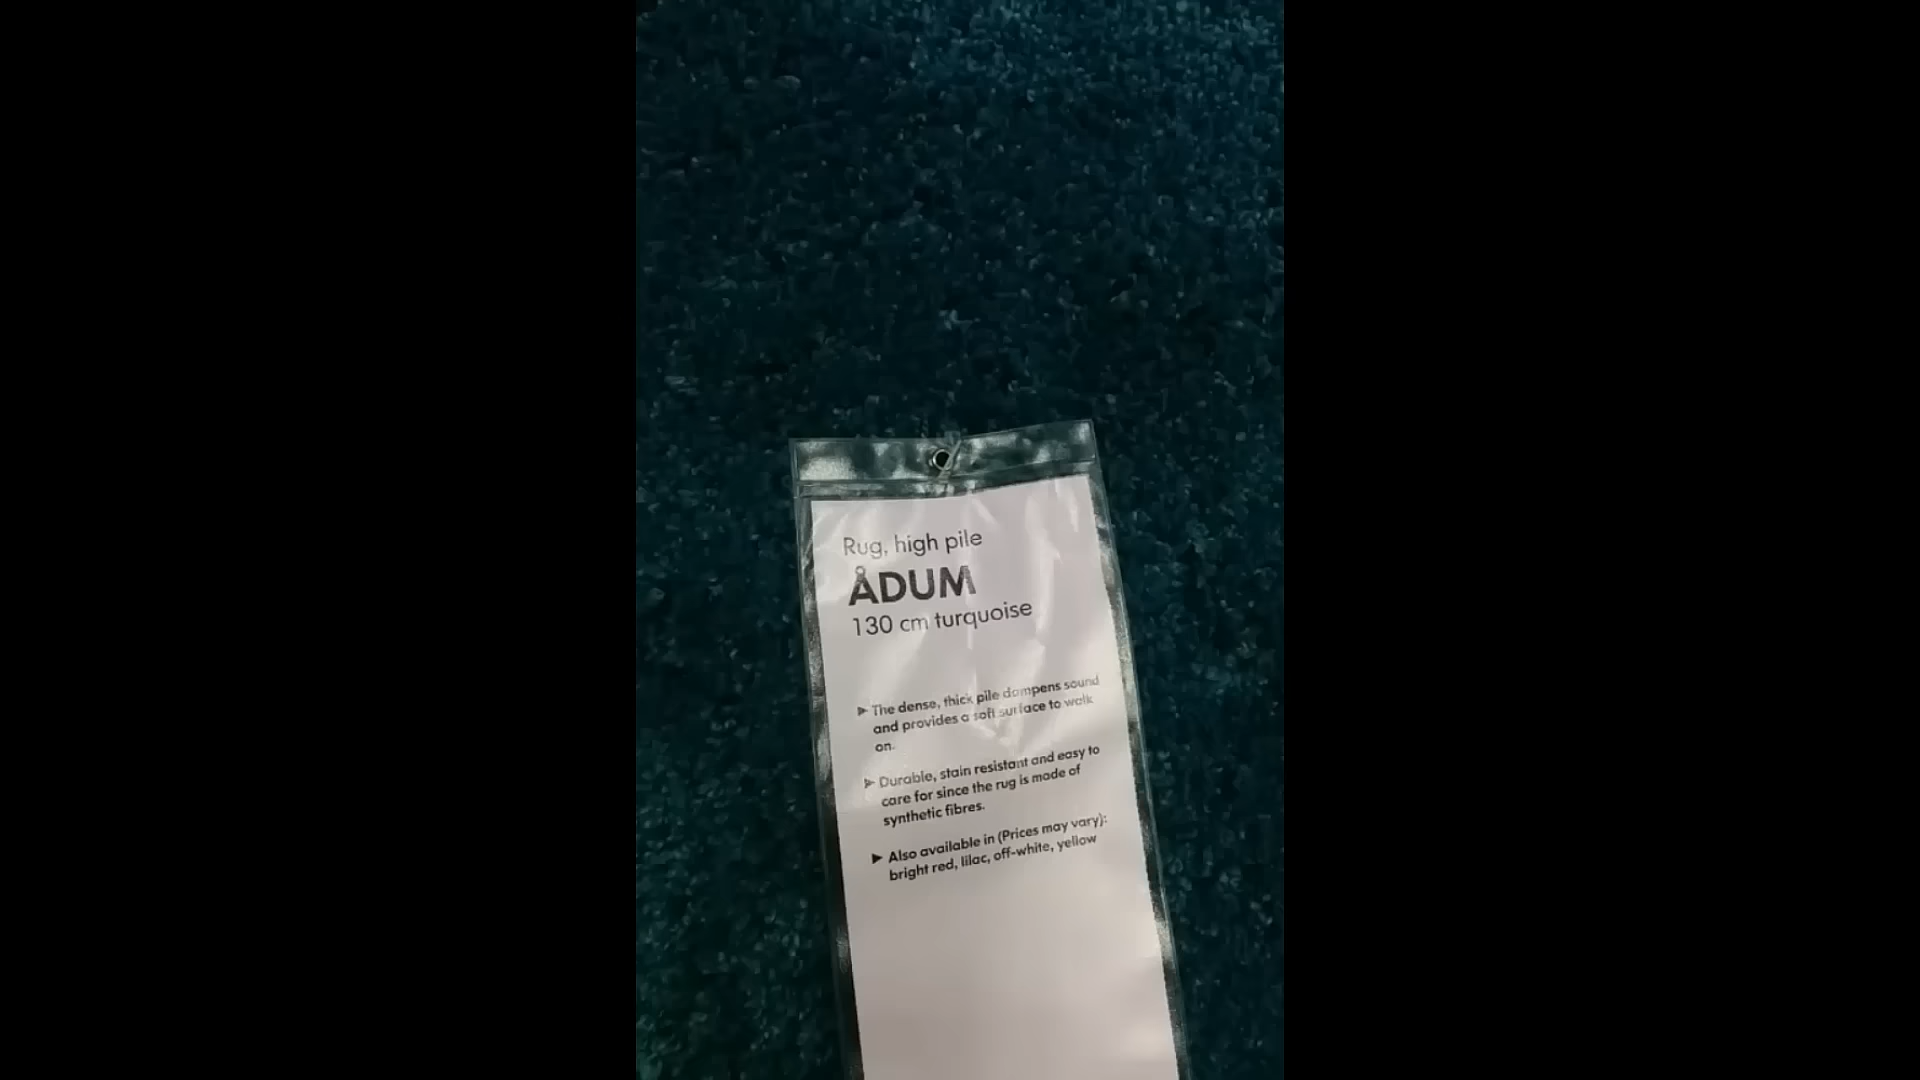 Rug, high pile
ÅDUM
130 cm turquoise
► The dense, thick pile dampens sound
and provides a soft surface to walk
on.
► Durable, stain resistant and easy to
care for since the rug is made of
synthetic fibres.
► Also available in (Prices may vary):
bright red, lilac, off-white, yellow